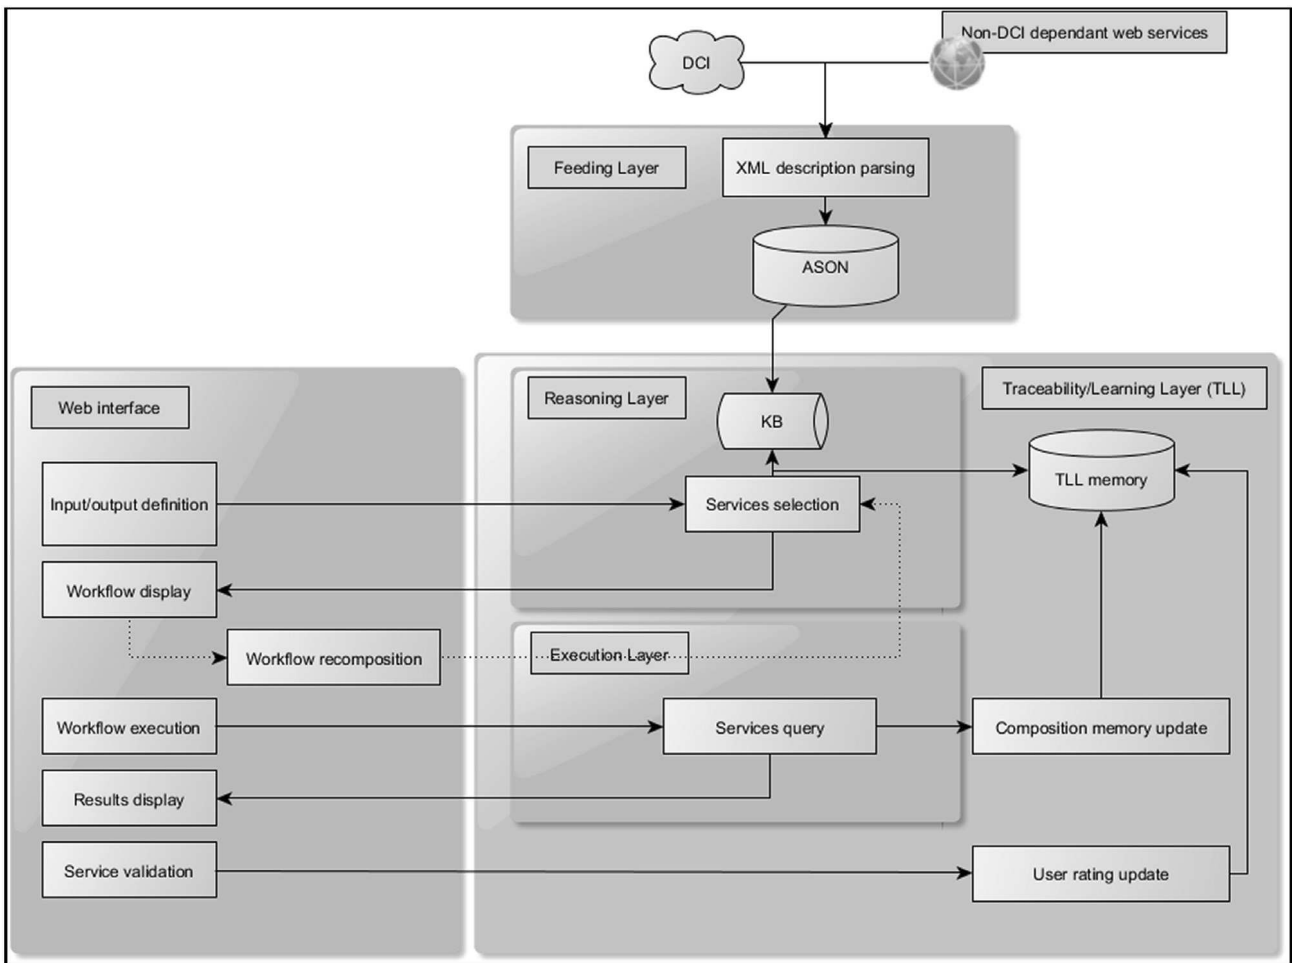 Non-DCI dependant web services
DCI
Feeding Layer
XML description parsing
ASON
Web interface
Reasoning Layer
KB
Traceability/Learning Layer (TLL)
Input/output definition
Services selection
TLL memory
Workflow display
Workflow recomposition
Execution Layer
Workflow execution
Services query
Composition memory update
Results display
Service validation
User rating update